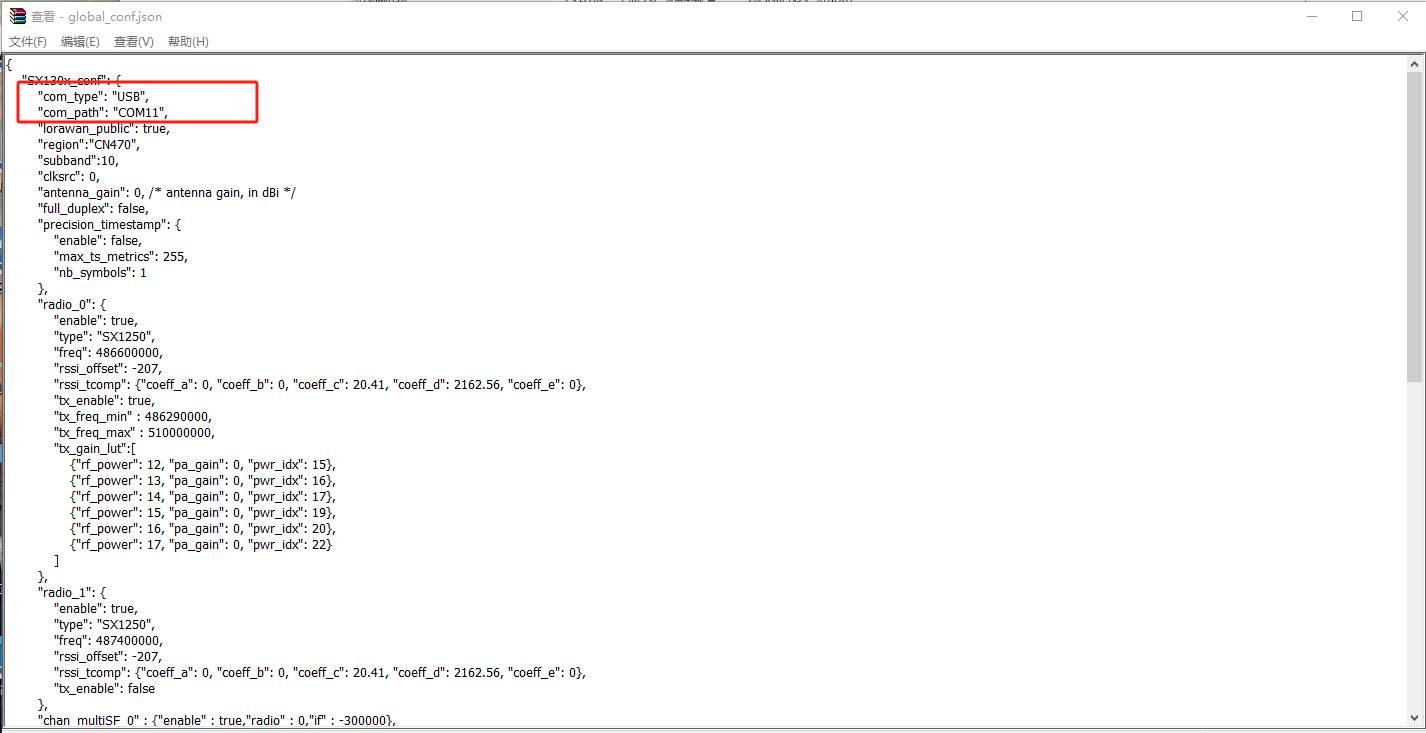 查看 - global_conf.json
文件(F) 编辑(E) 查看(V) 帮助(H)
{
"SX130x_conf": {
"com_type": "USB",
"com_path": "COM11",
"lorawan_public": true,
"region":"CN470",
"subband":10,
"clksrc": 0,
"antenna_gain": 0, /* antenna gain, in dBi */
"full_duplex": false,
"precision_timestamp": {
"enable": false,
"max_ts_metrics": 255,
"nb_symbols": 1
},
"radio_0": {
"enable": true,
"type": "SX1250",
"freq": 486600000,
"rssi_offset": -207,
"rssi_tcomp": {"coeff_a": 0, "coeff_b": 0, "coeff_c": 20.41, "coeff_d": 2162.56, "coeff_e": 0},
"tx_enable": true,
"tx_freq_min" : 486290000,
"tx_freq_max" : 510000000,
"tx_gain_lut":[
{"rf_power": 12, "pa_gain": 0, "pwr_idx": 15},
{"rf_power": 13, "pa_gain": 0, "pwr_idx": 16},
{"rf_power": 14, "pa_gain": 0, "pwr_idx": 17},
{"rf_power": 15, "pa_gain": 0, "pwr_idx": 19},
{"rf_power": 16, "pa_gain": 0, "pwr_idx": 20},
{"rf_power": 17, "pa_gain": 0, "pwr_idx": 22}
]
},
"radio_1": {
"enable": true,
"type": "SX1250",
"freq": 487400000,
"rssi_offset": -207,
"rssi_tcomp": {"coeff_a": 0, "coeff_b": 0, "coeff_c": 20.41, "coeff_d": 2162.56, "coeff_e": 0},
"tx_enable": false
},
"chan_multiSF_0" : {"enable" : true,"radio" : 0,"if" : -300000},